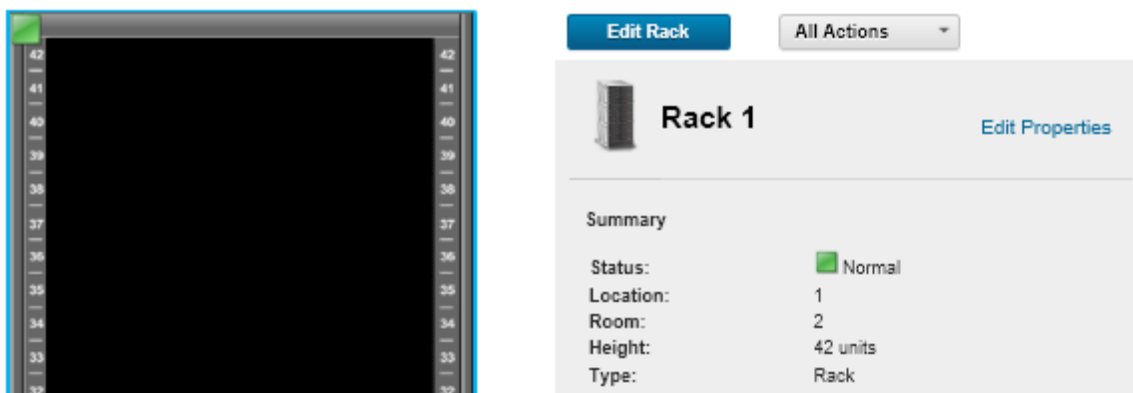 Edit Rack
All Actions
Rack 1
Edit Properties
Summary
Status: Normal
Location: 1
Room: 2
Height: 42 units
Type: Rack
42 42
41 41
40 40
39 39
38 38
37 37
36 36
35 35
34 34
33 33
32 32